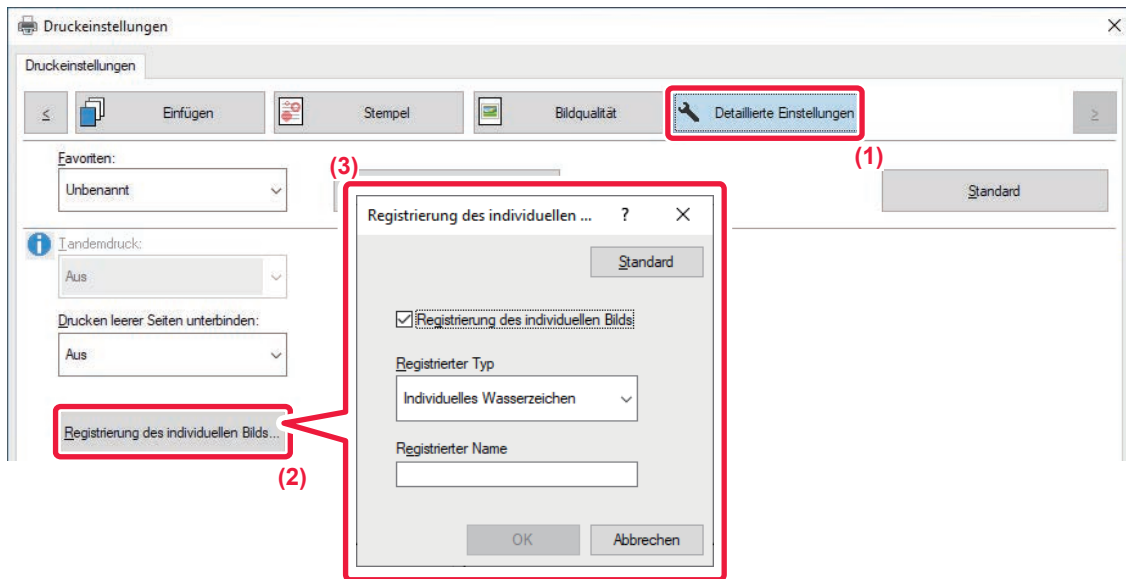 Druckeinstellungen
Druckeinstellungen
< Einfügen Stempel Bildqualität Detaillierte Einstellungen >
(1)
Favoriten:
Unbenannt
Standard
Tandemdruck:
Aus
Drucken leerer Seiten unterbinden:
Aus
Registrierung des individuellen Bilds...
(2)
(3)
Registrierung des individuellen ... ?
Standard
Registrierung des individuellen Bilds
Registrierter Typ
Individuelles Wasserzeichen
Registrierter Name
OK Abbrechen